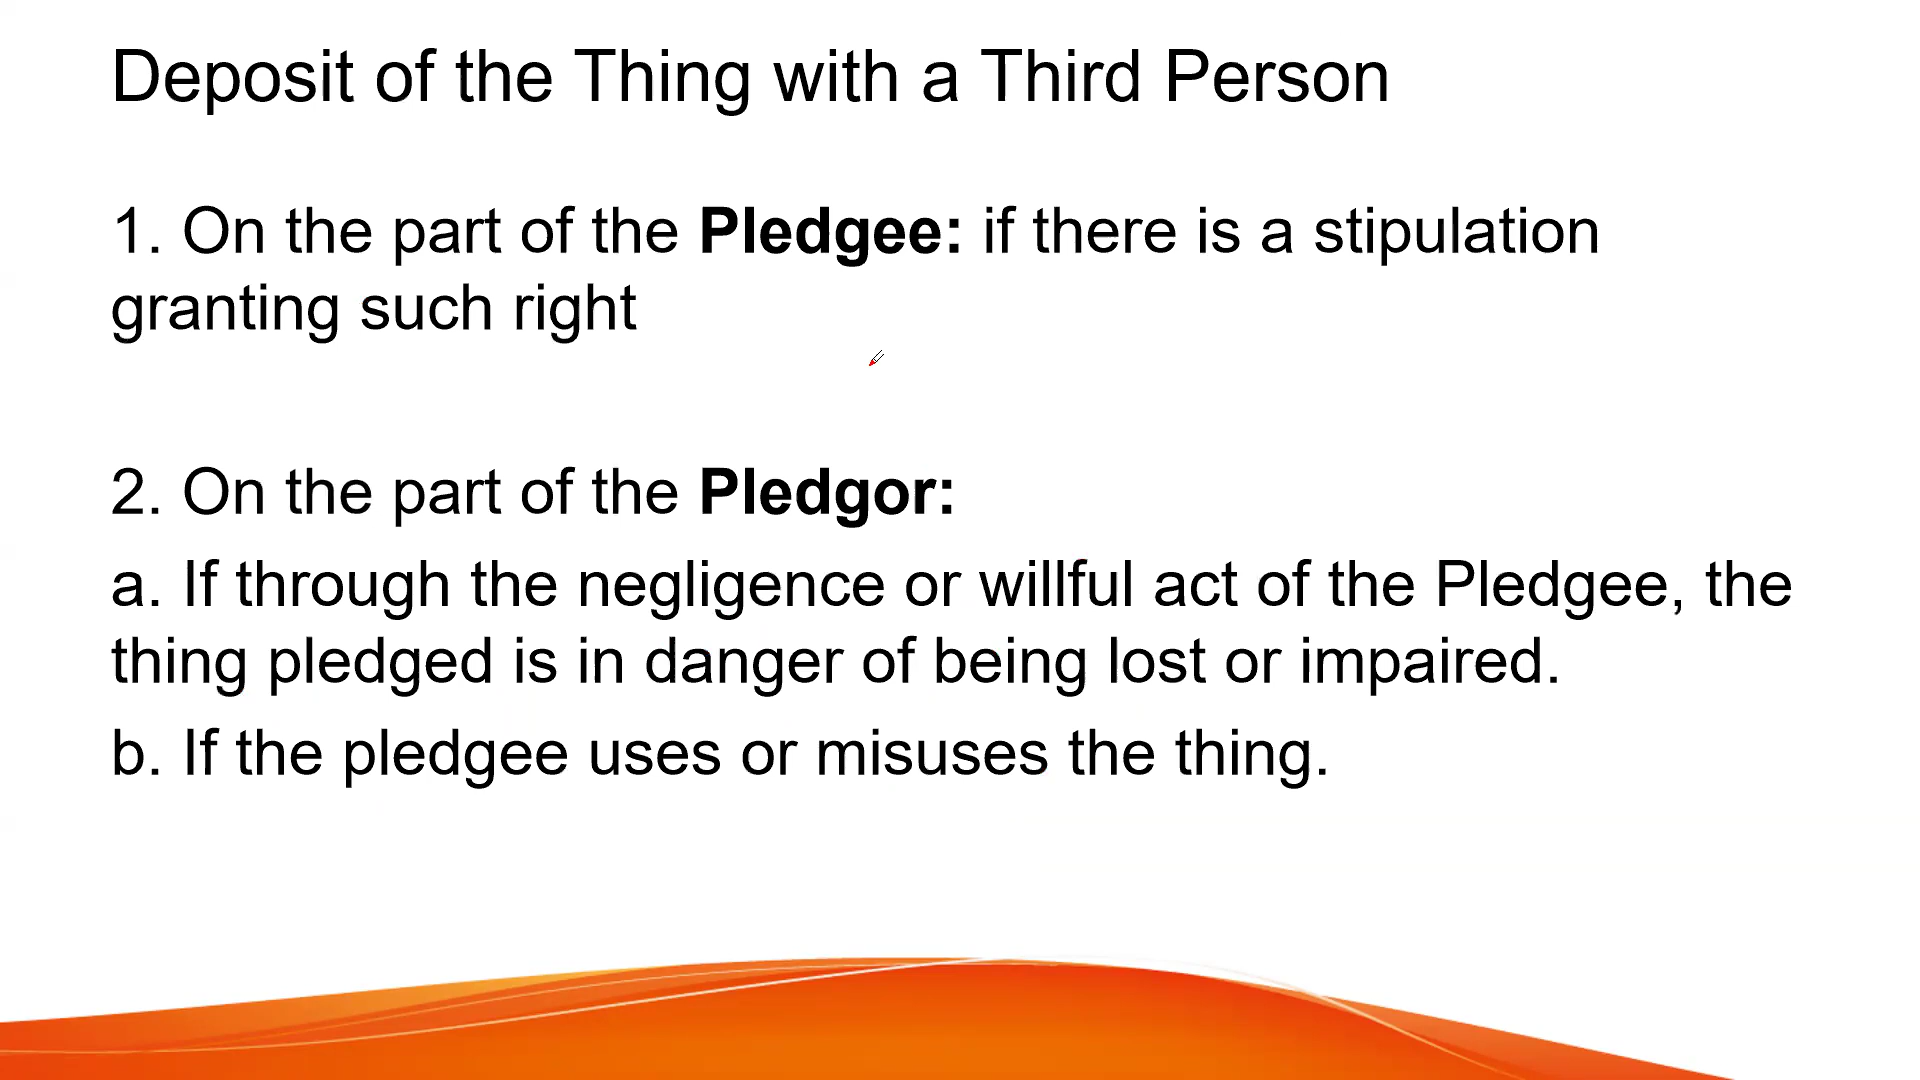 Deposit of the Thing with a Third Person
1. On the part of the Pledgee: if there is a stipulation
granting such right
2. On the part of the Pledgor:
a. If through the negligence or willful act of the Pledgee, the
thing pledged is in danger of being lost or impaired.
b. If the pledgee uses or misuses the thing.